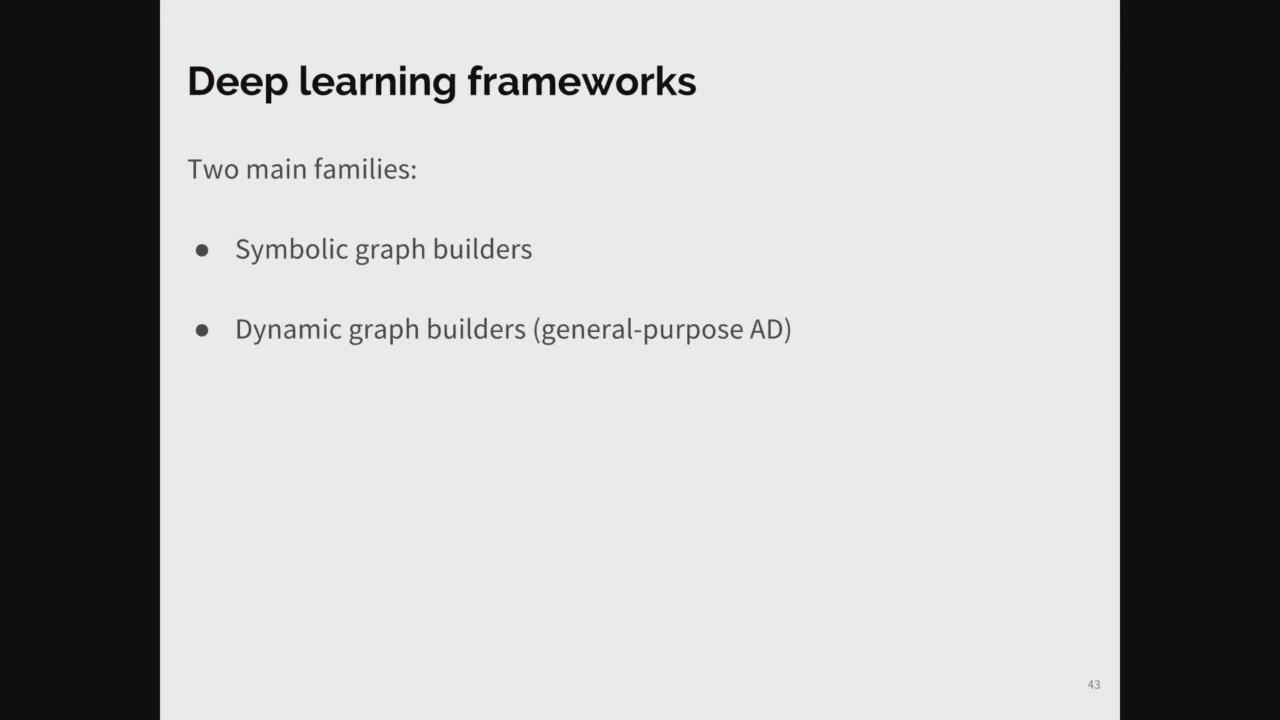 Deep learning frameworks
Two main families:
● Symbolic graph builders
● Dynamic graph builders (general-purpose AD)
43